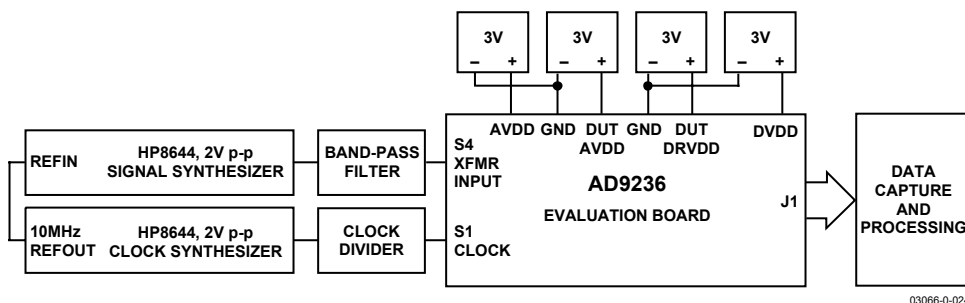 3V
3V
3V
3V
– +
– +
– +
– +
AVDD GND DUT AVDD GND DUT DRVDD DVDD
REFIN
HP8644, 2V p-p
SIGNAL SYNTHESIZER
BAND-PASS
FILTER
S4
XFMR
INPUT
AD9236
EVALUATION BOARD
J1
DATA
CAPTURE
AND
PROCESSING
10MHz
REFOUT
HP8644, 2V p-p
CLOCK SYNTHESIZER
CLOCK
DIVIDER
S1
CLOCK